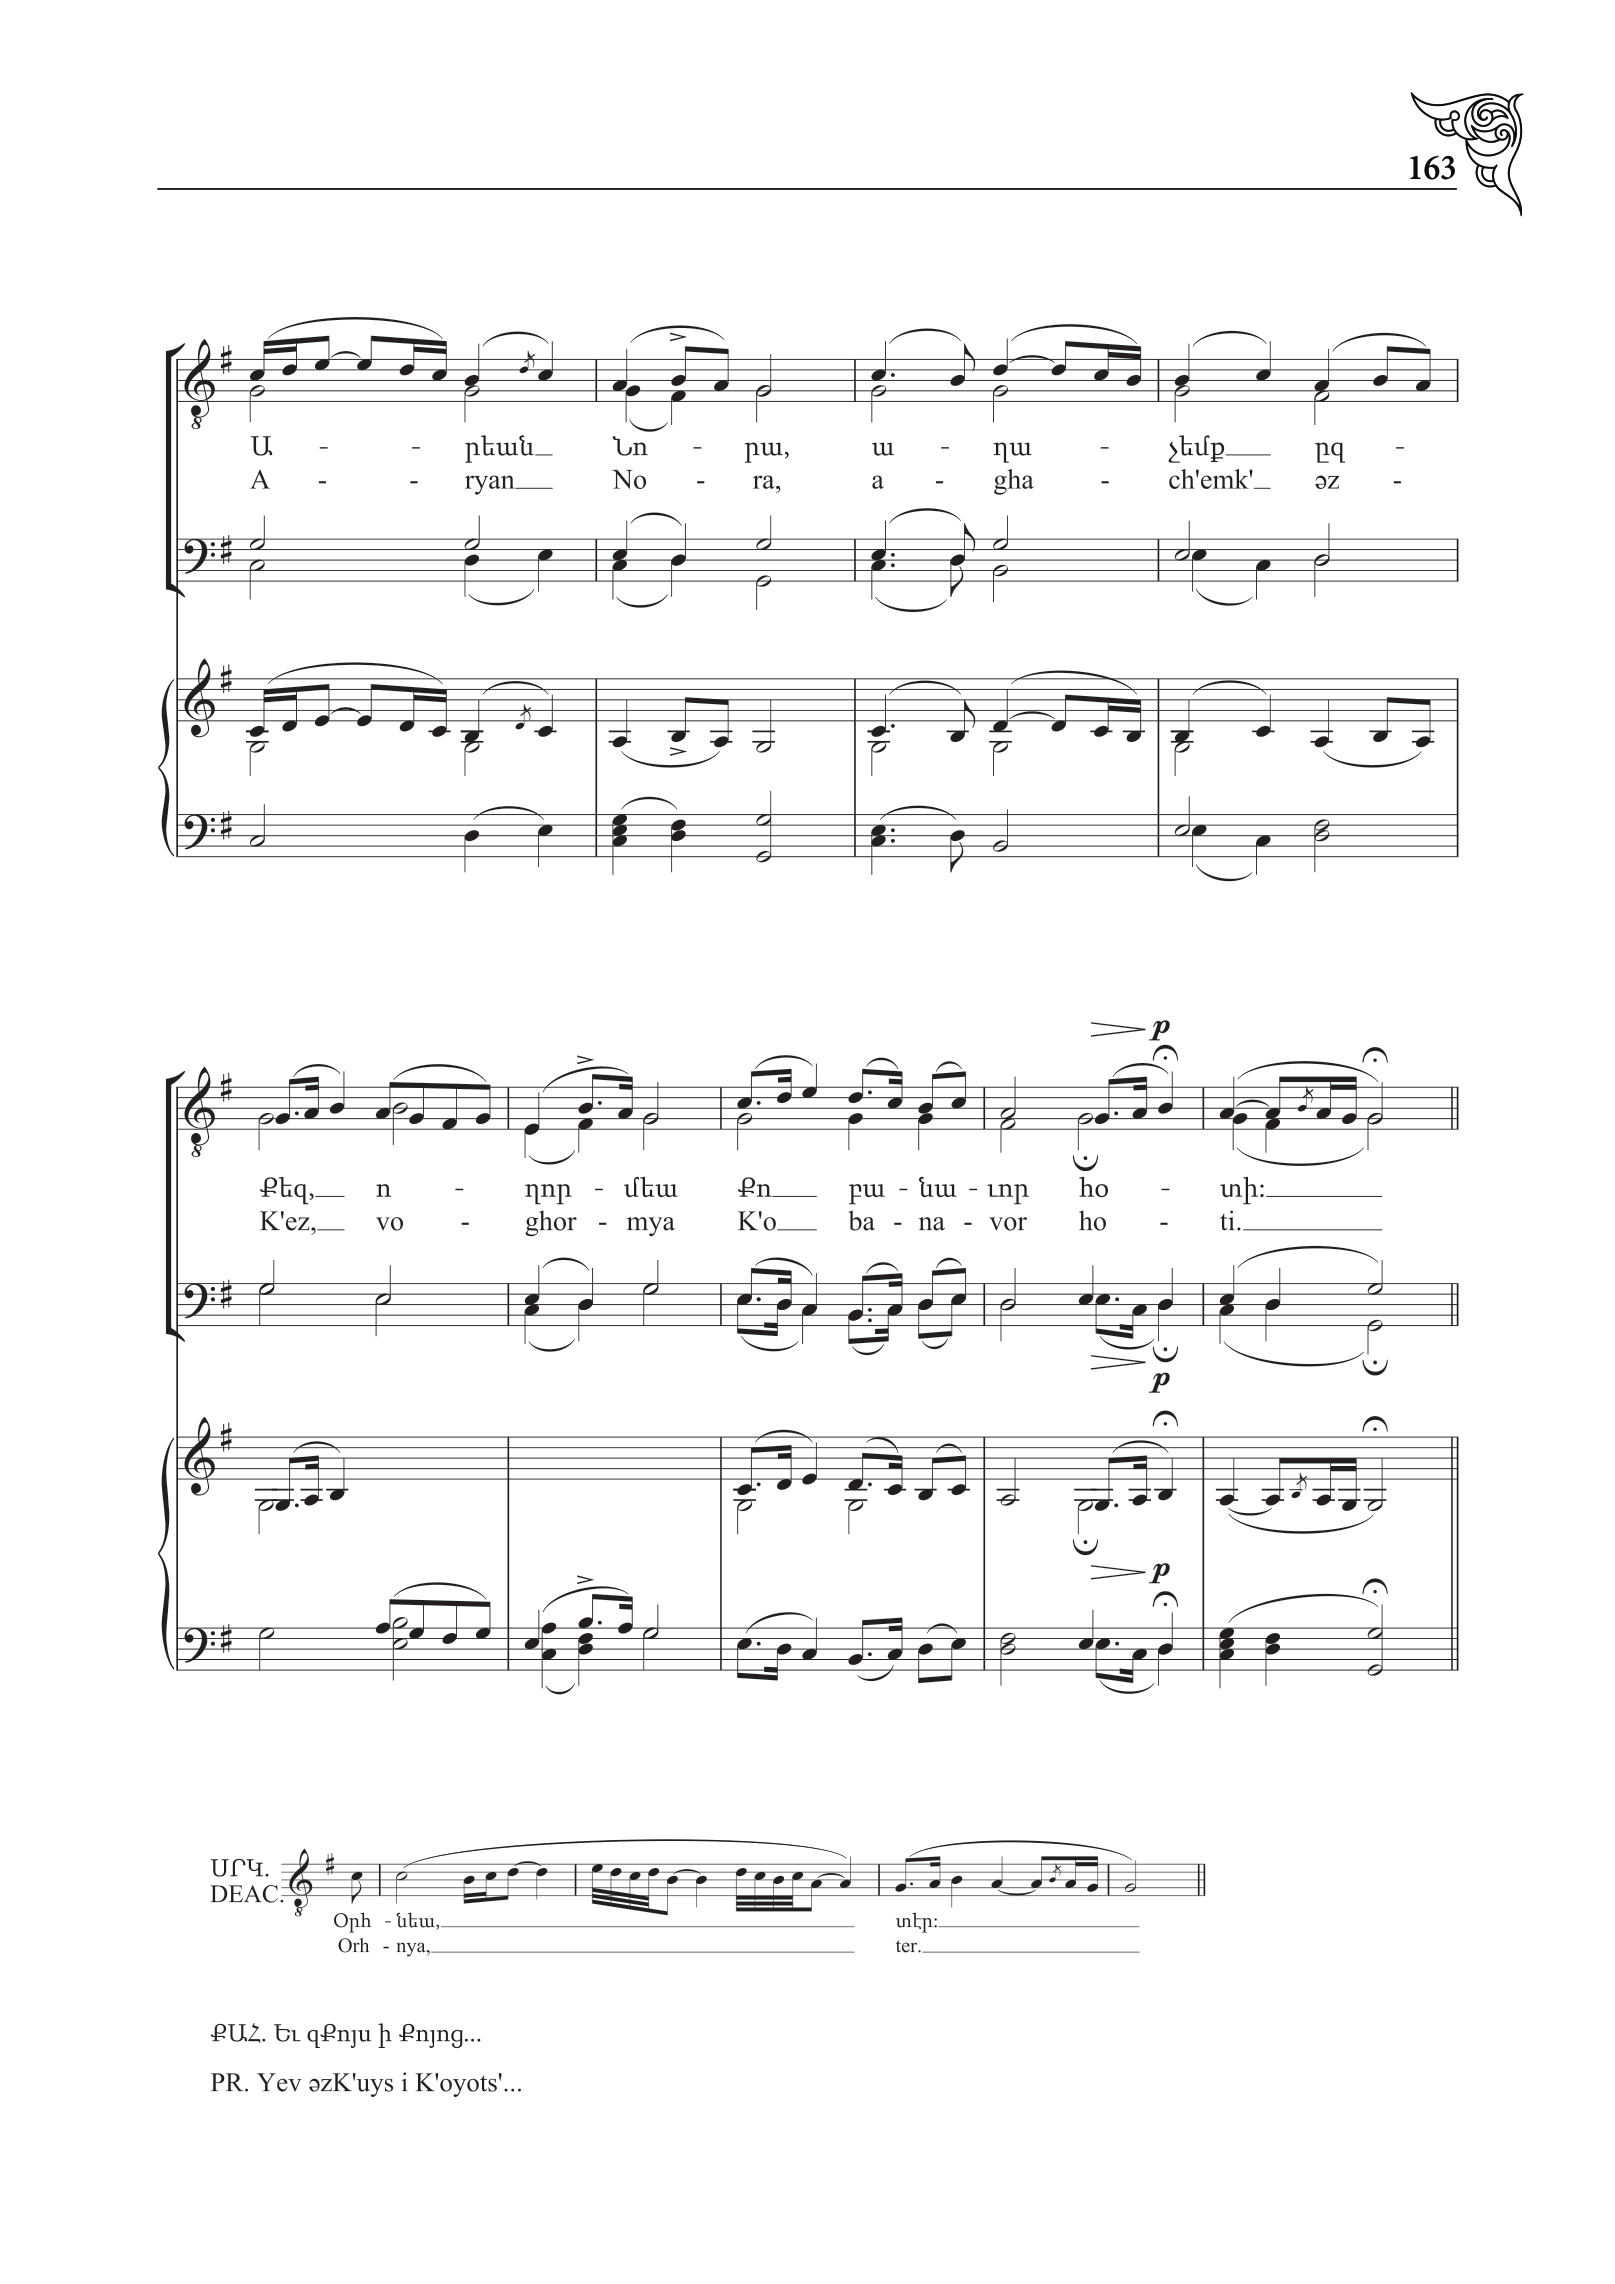 163
Ա - - րեան Նո - րա, ա - ղա - չեմք ըզ -
A - - ryan No - ra, a - gha - ch'emk' əz -
p
Քեզ, ո - ղոր - մեա Քո բա - նա - ւոր հո - տի:
K'ez, vo - ghor - mya K'o ba - na - vor ho - ti.
p
p
ՍՐԿ.
DEAC.
Օրհ - նեա, տէր:
Orh - nya, ter.
ՔԱՀ. Եւ զՔոյս ի Քոյոց...
PR. Yev əzK'uys i K'oyots'...